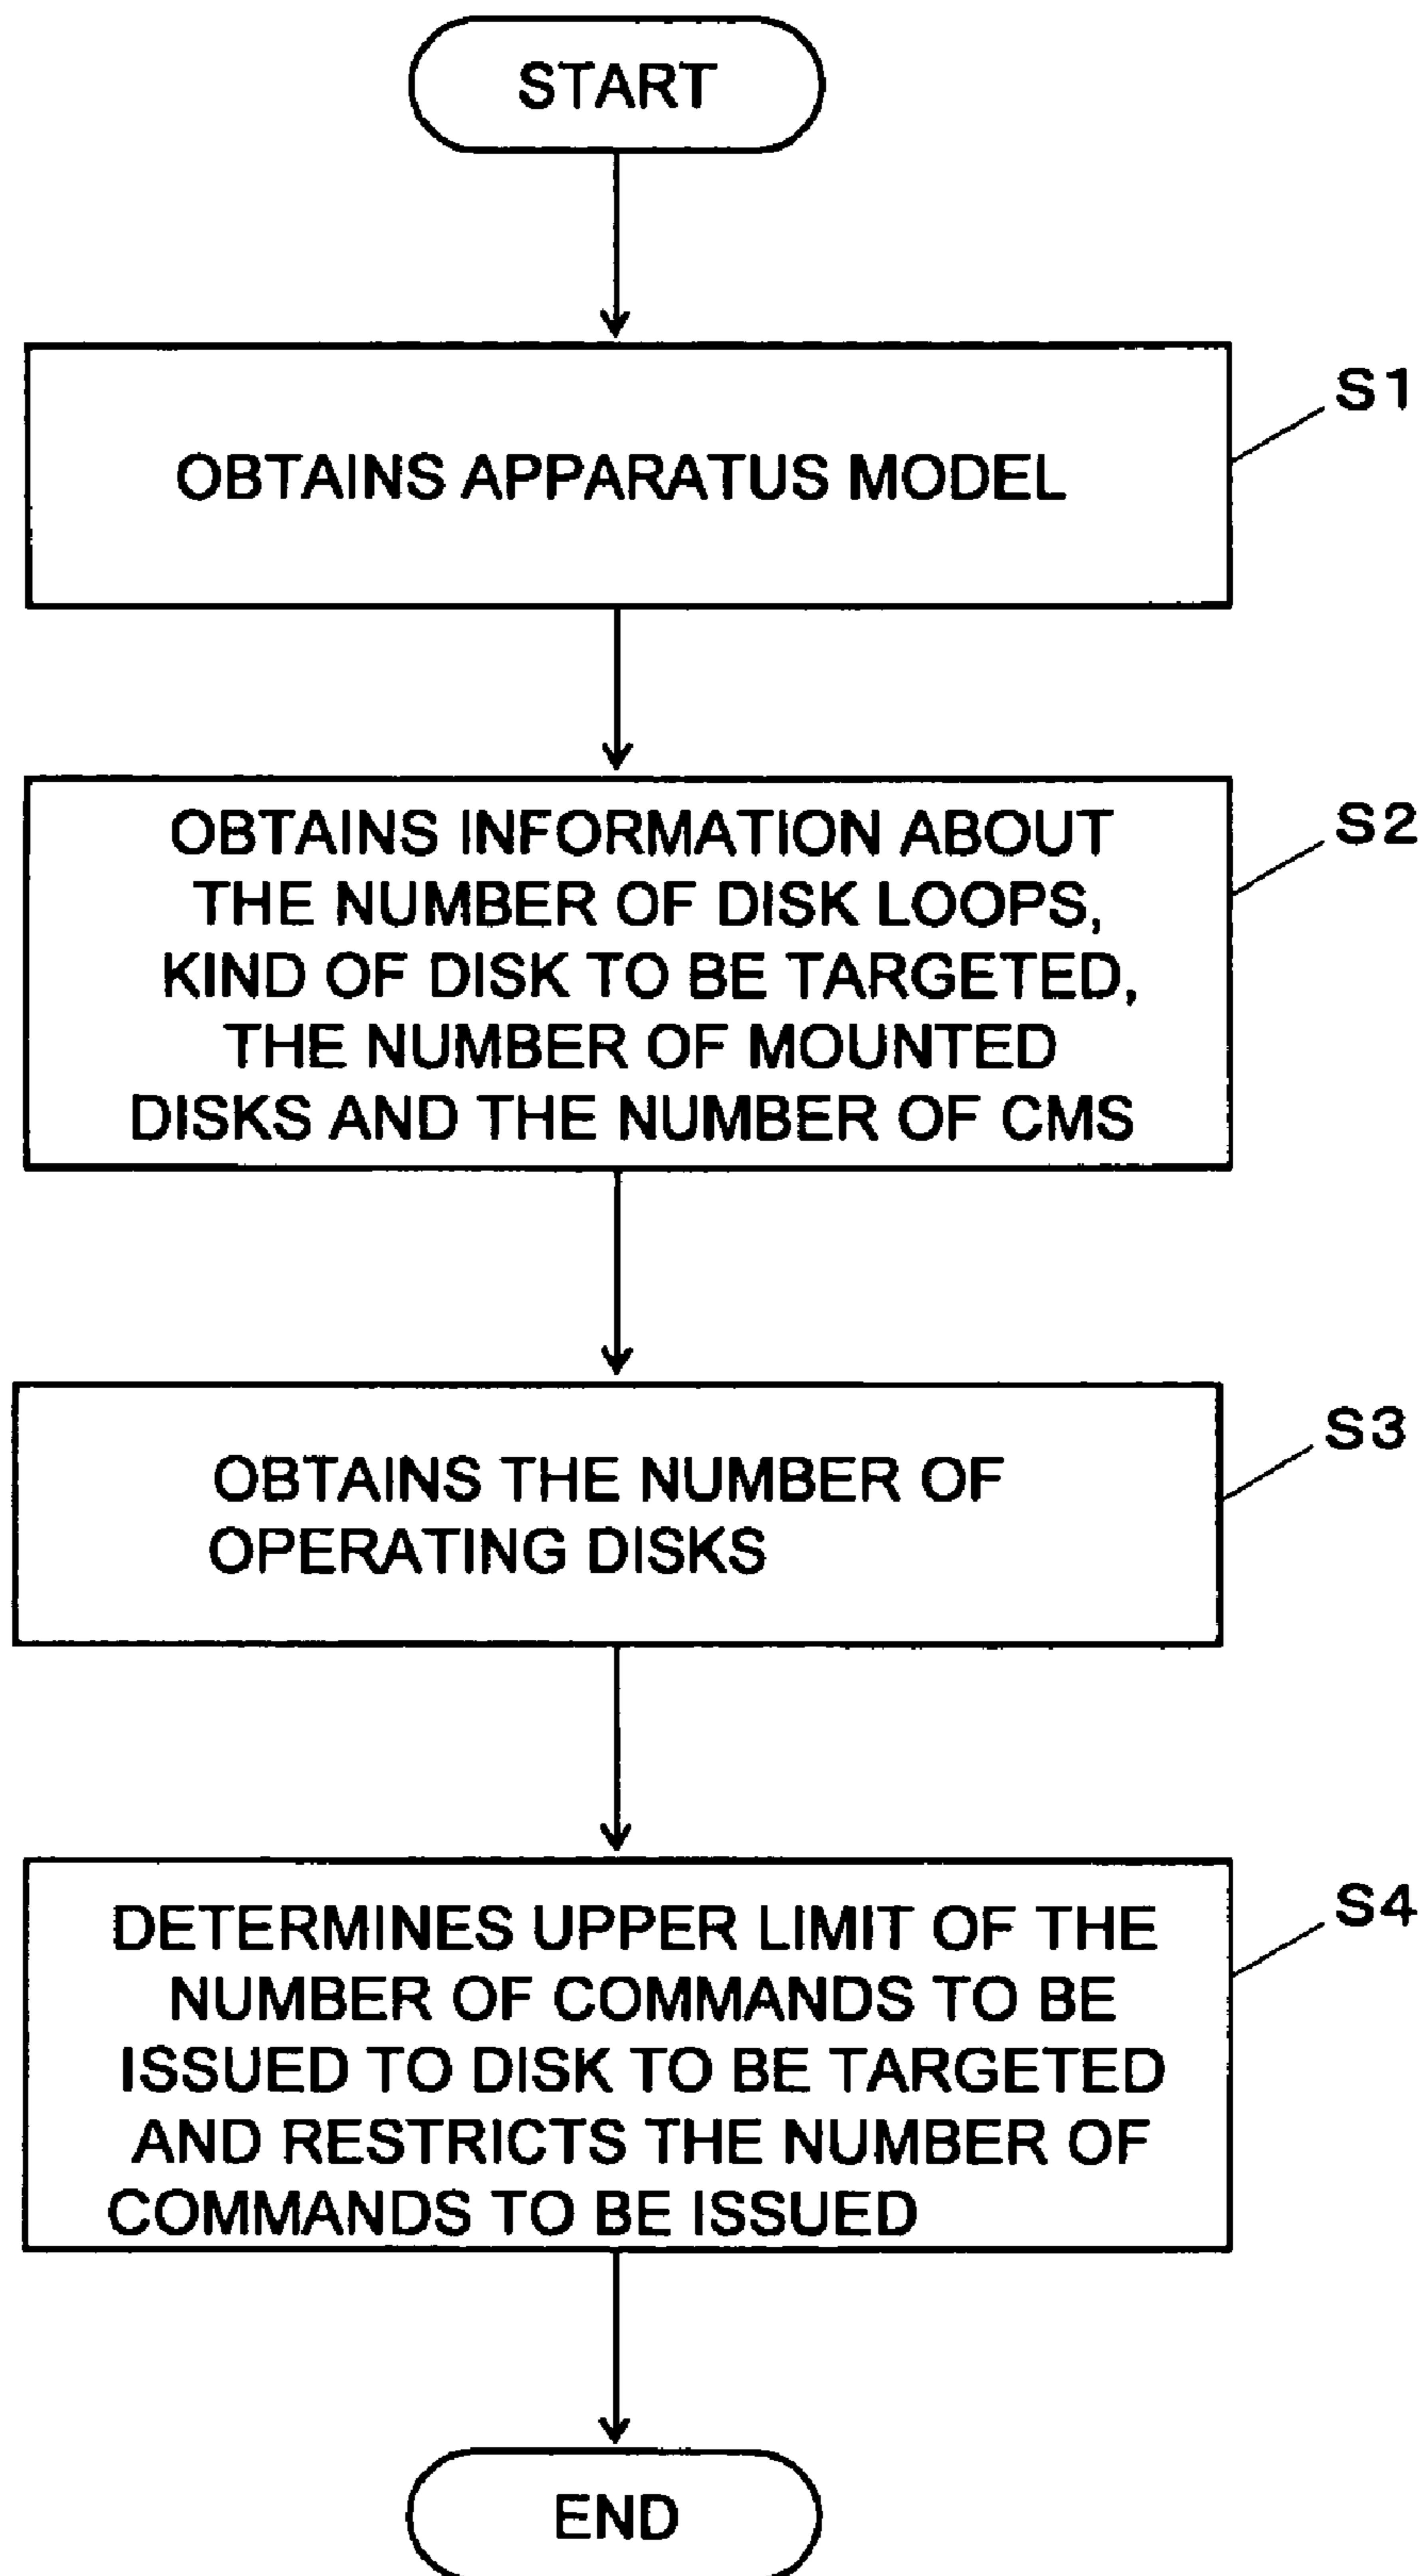 START
OBTAINS APPARATUS MODEL
S1
OBTAINS INFORMATION ABOUT
THE NUMBER OF DISK LOOPS,
KIND OF DISK TO BE TARGETED,
THE NUMBER OF MOUNTED
DISKS AND THE NUMBER OF CMS
S2
OBTAINS THE NUMBER OF
OPERATING DISKS
S3
DETERMINES UPPER LIMIT OF THE
NUMBER OF COMMANDS TO BE
ISSUED TO DISK TO BE TARGETED
AND RESTRICTS THE NUMBER OF
COMMANDS TO BE ISSUED
S4
END